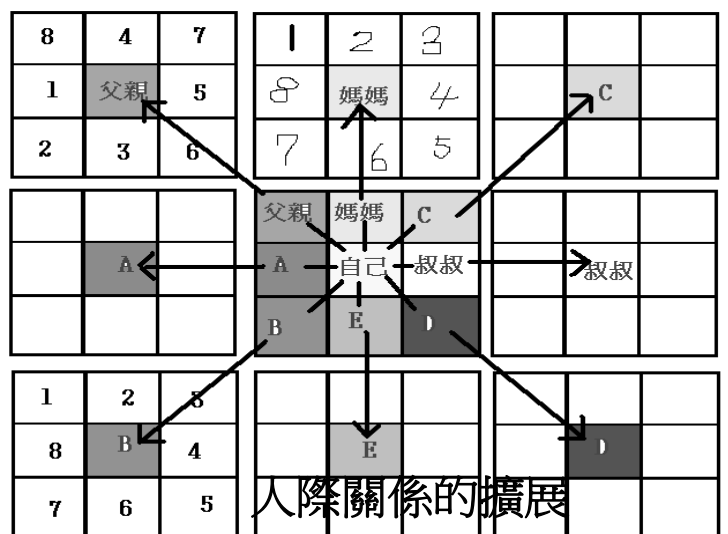 8 4 7 1 2 3
1 父親 5 8 媽媽 4 C
2 3 6 7 6 5
父親 媽媽 C
A A 自己 叔叔 叔叔
B E D
1 2 3
8 B 4 E D
7 6 5
人際關係的擴展